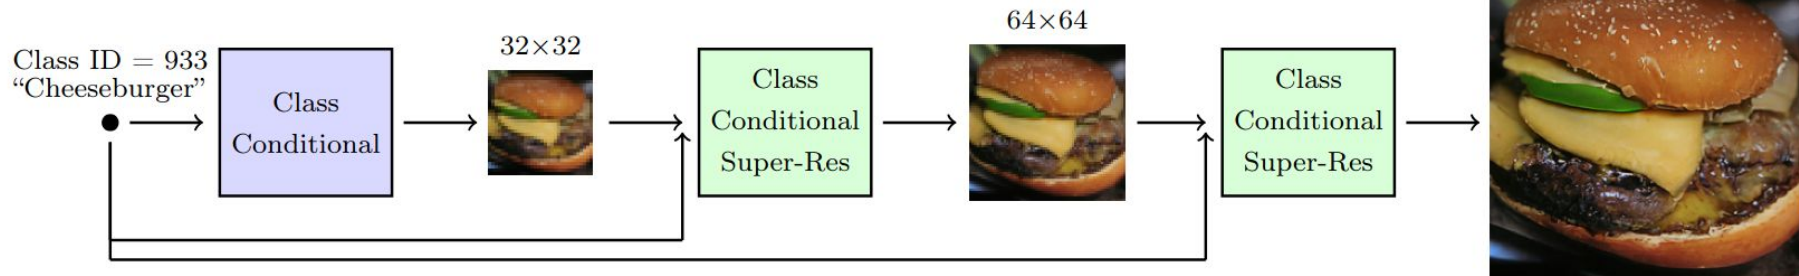 Class ID = 933
“Cheeseburger”
Class
Conditional
32×32
Class
Conditional
Super-Res
64×64
Class
Conditional
Super-Res